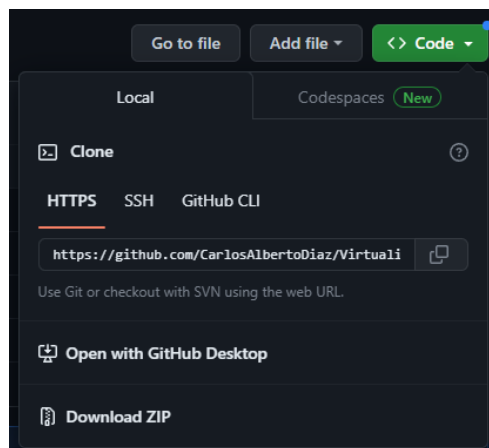 Go to file Add file <> Code
Local Codespaces New
Clone
HTTPS SSH GitHub CLI
https://github.com/CarlosAlbertoDiaz/Virtuali
Use Git or checkout with SVN using the web URL.
Open with GitHub Desktop
Download ZIP